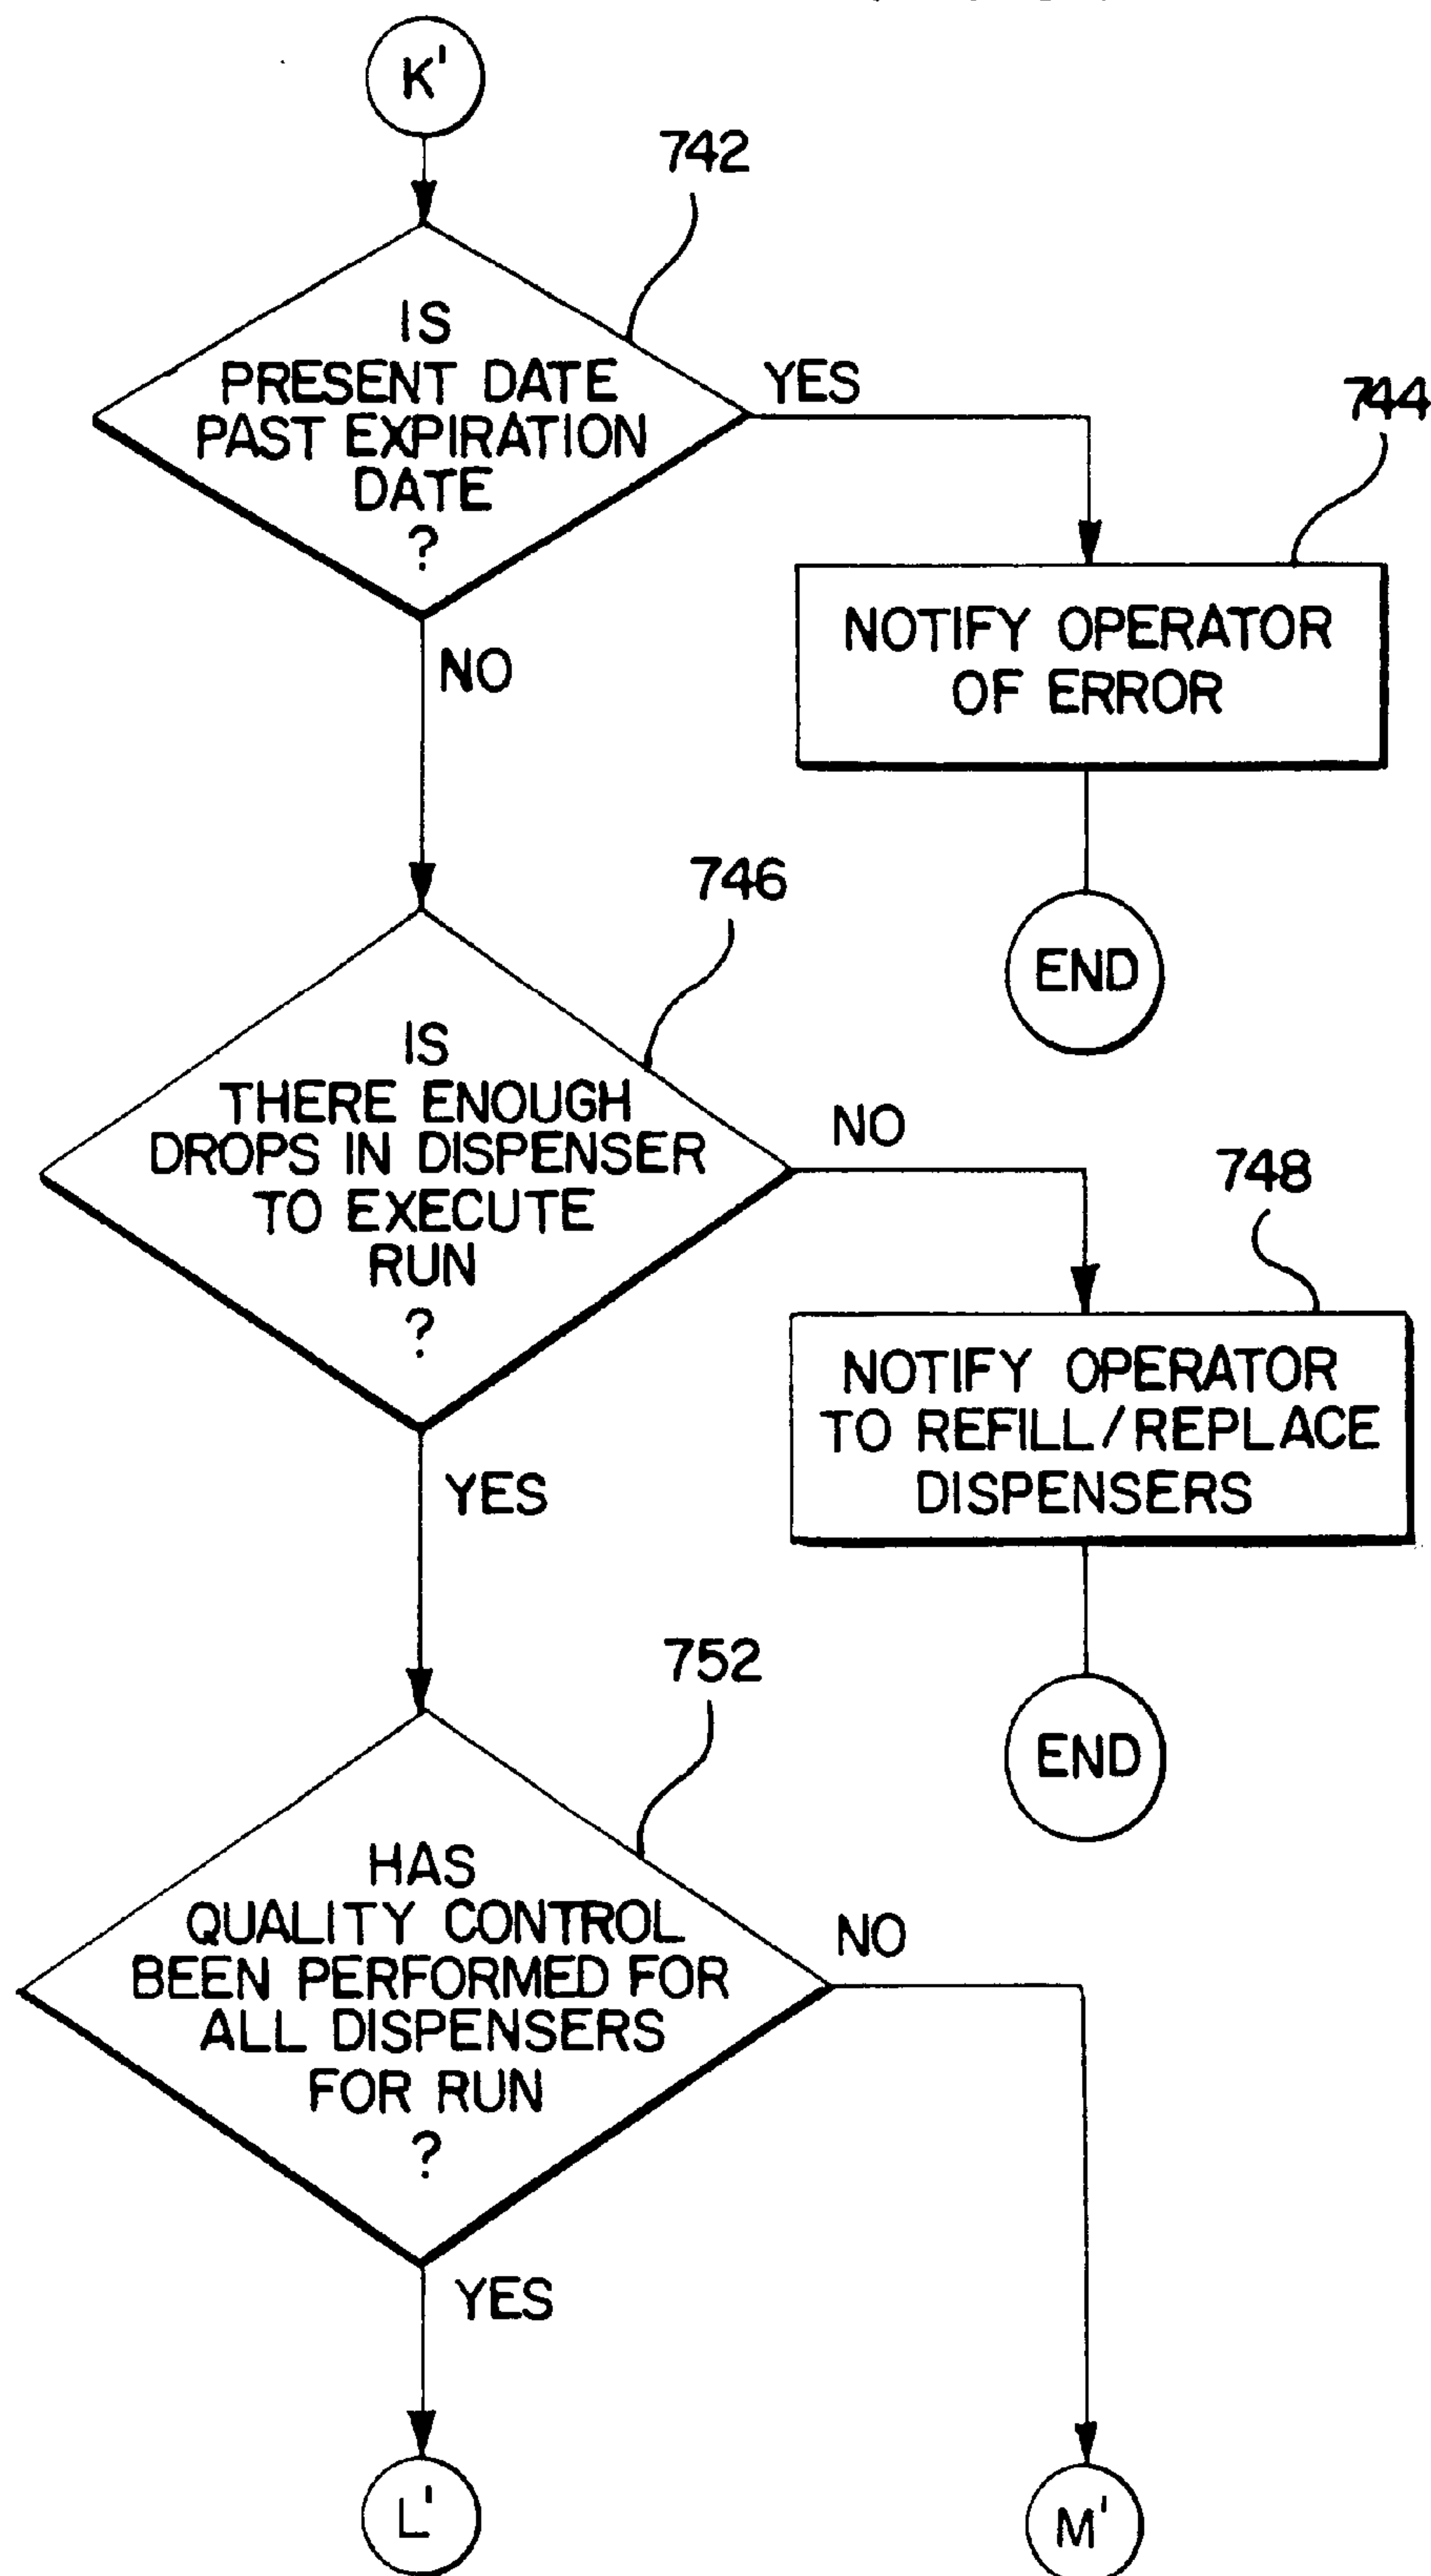 K'
742
IS
PRESENT DATE
PAST EXPIRATION
DATE
?
YES
744
NOTIFY OPERATOR
OF ERROR
NO
END
746
IS
THERE ENOUGH
DROPS IN DISPENSER
TO EXECUTE
RUN
?
NO
748
NOTIFY OPERATOR
TO REFILL/REPLACE
DISPENSERS
YES
END
752
HAS
QUALITY CONTROL
BEEN PERFORMED FOR
ALL DISPENSERS
FOR RUN
?
NO
YES
L'
M'